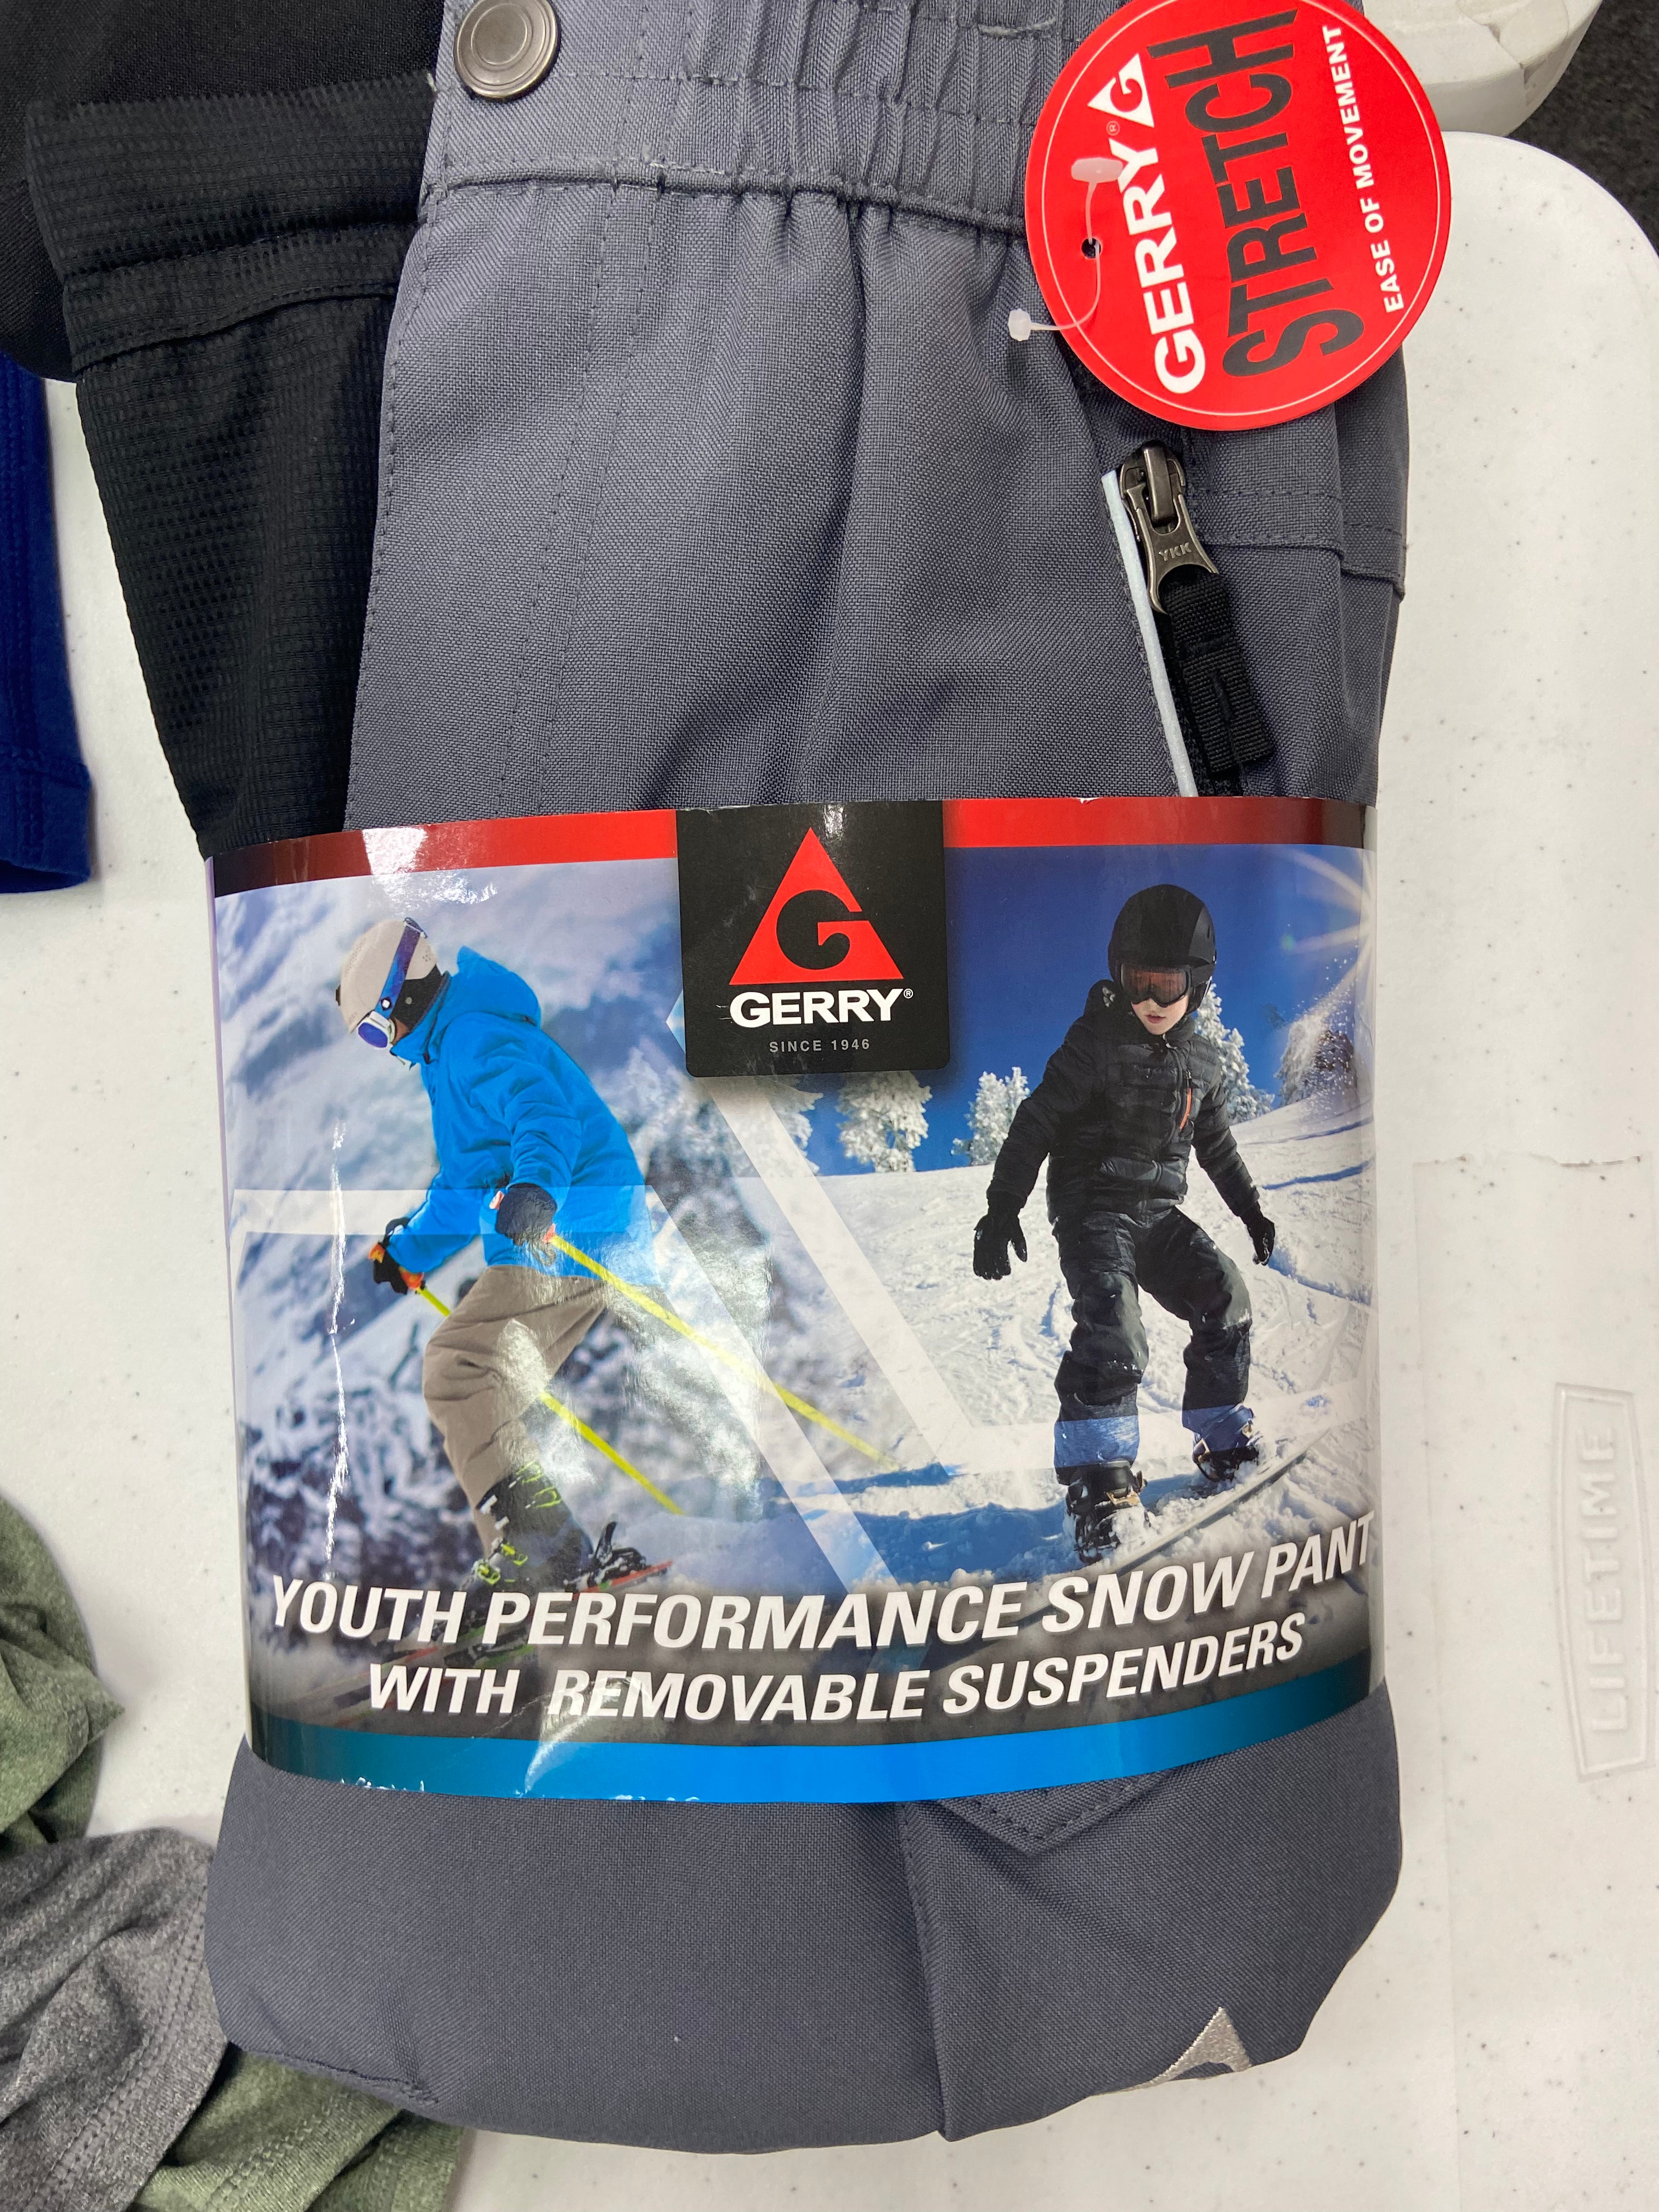 GERRY®
STRETCH
EASE OF MOVEMENT
YKK
GERRY®
SINCE 1946
YOUTH PERFORMANCE SNOW PANT
WITH REMOVABLE SUSPENDERS
LIFETIME